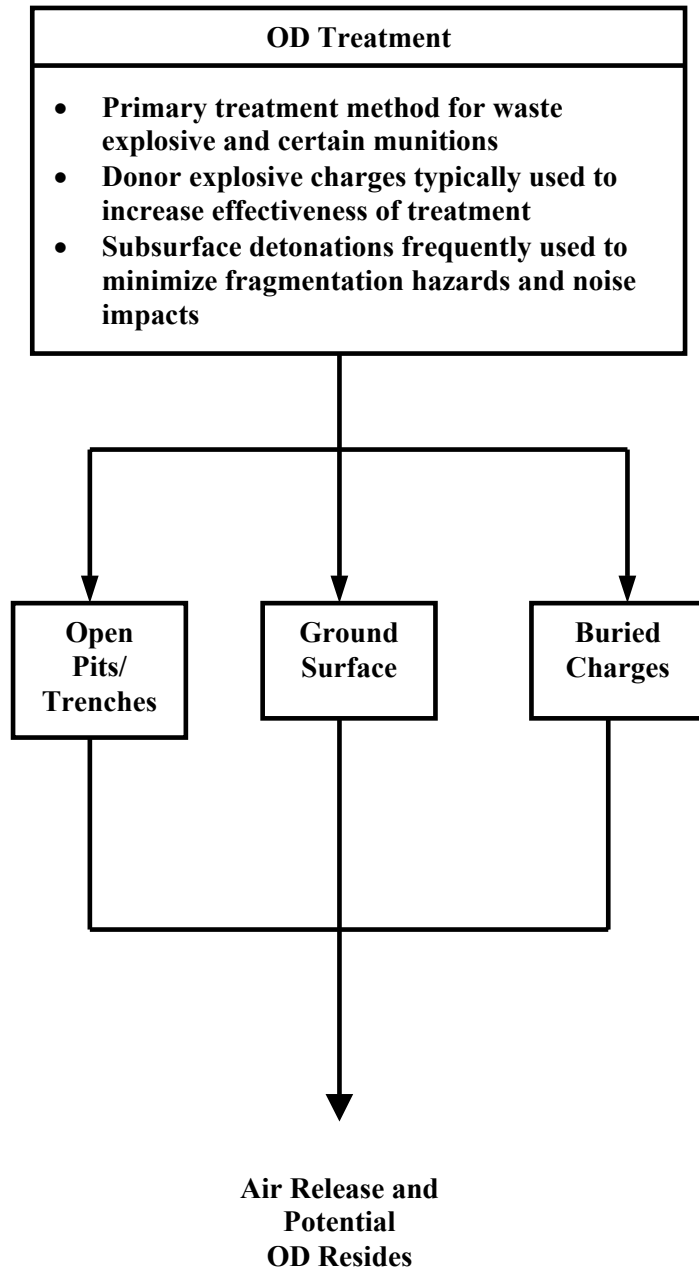 OD Treatment
• Primary treatment method for waste
explosive and certain munitions
• Donor explosive charges typically used to
increase effectiveness of treatment
• Subsurface detonations frequently used to
minimize fragmentation hazards and noise
impacts
Open
Pits/
Trenches
Ground
Surface
Buried
Charges
Air Release and
Potential
OD Resides